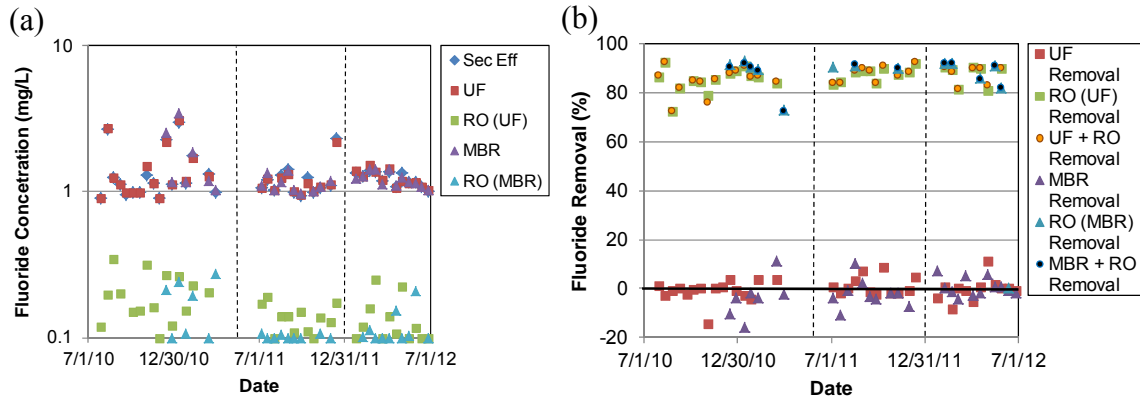 (a)
Fluoride Concetration (mg/L)
10
1
0.1
7/1/10 12/30/10 7/1/11 12/31/11 7/1/12
Date
Sec Eff
UF
RO (UF)
MBR
RO (MBR)
(b)
Fluoride Removal (%)
100
80
60
40
20
0
-20
7/1/10 12/30/10 7/1/11 12/31/11 7/1/12
Date
UF
Removal
RO (UF)
Removal
UF + RO
Removal
MBR
Removal
RO (MBR)
Removal
MBR + RO
Removal